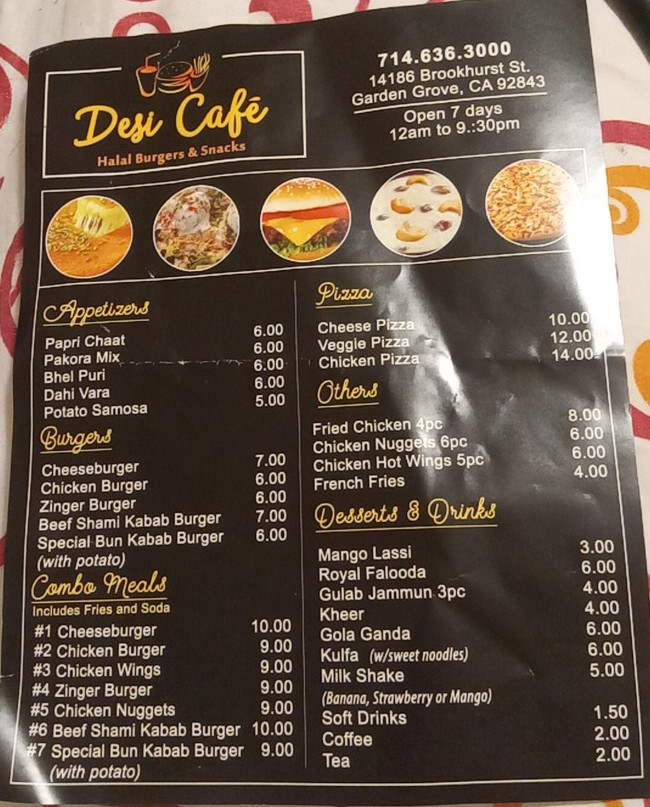 Desi Café
Halal Burgers & Snacks
714.636.3000
14186 Brookhurst St.
Garden Grove, CA 92843
Open 7 days
12am to 9.:30pm
Appetizers
Papri Chaat 6.00
Pakora Mix 6.00
Bhel Puri 6.00
Dahi Vara 6.00
Potato Samosa 5.00
Burgers
Cheeseburger 7.00
Chicken Burger 6.00
Zinger Burger 6.00
Beef Shami Kabab Burger 7.00
Special Bun Kabab Burger 6.00
(with potato)
Combo Meals
Includes Fries and Soda
#1 Cheeseburger 10.00
#2 Chicken Burger 9.00
#3 Chicken Wings 9.00
#4 Zinger Burger 9.00
#5 Chicken Nuggets 9.00
#6 Beef Shami Kabab Burger 10.00
#7 Special Bun Kabab Burger 9.00
(with potato)
Pizza
Cheese Pizza 10.00
Veggie Pizza 12.00
Chicken Pizza 14.00
Others
Fried Chicken 4pc 8.00
Chicken Nuggets 6pc 6.00
Chicken Hot Wings 5pc 6.00
French Fries 4.00
Desserts & Drinks
Mango Lassi 3.00
Royal Falooda 6.00
Gulab Jammun 3pc 4.00
Kheer 4.00
Gola Ganda 6.00
Kulfa (w/sweet noodles) 6.00
Milk Shake 5.00
(Banana, Strawberry or Mango)
Soft Drinks 1.50
Coffee 2.00
Tea 2.00